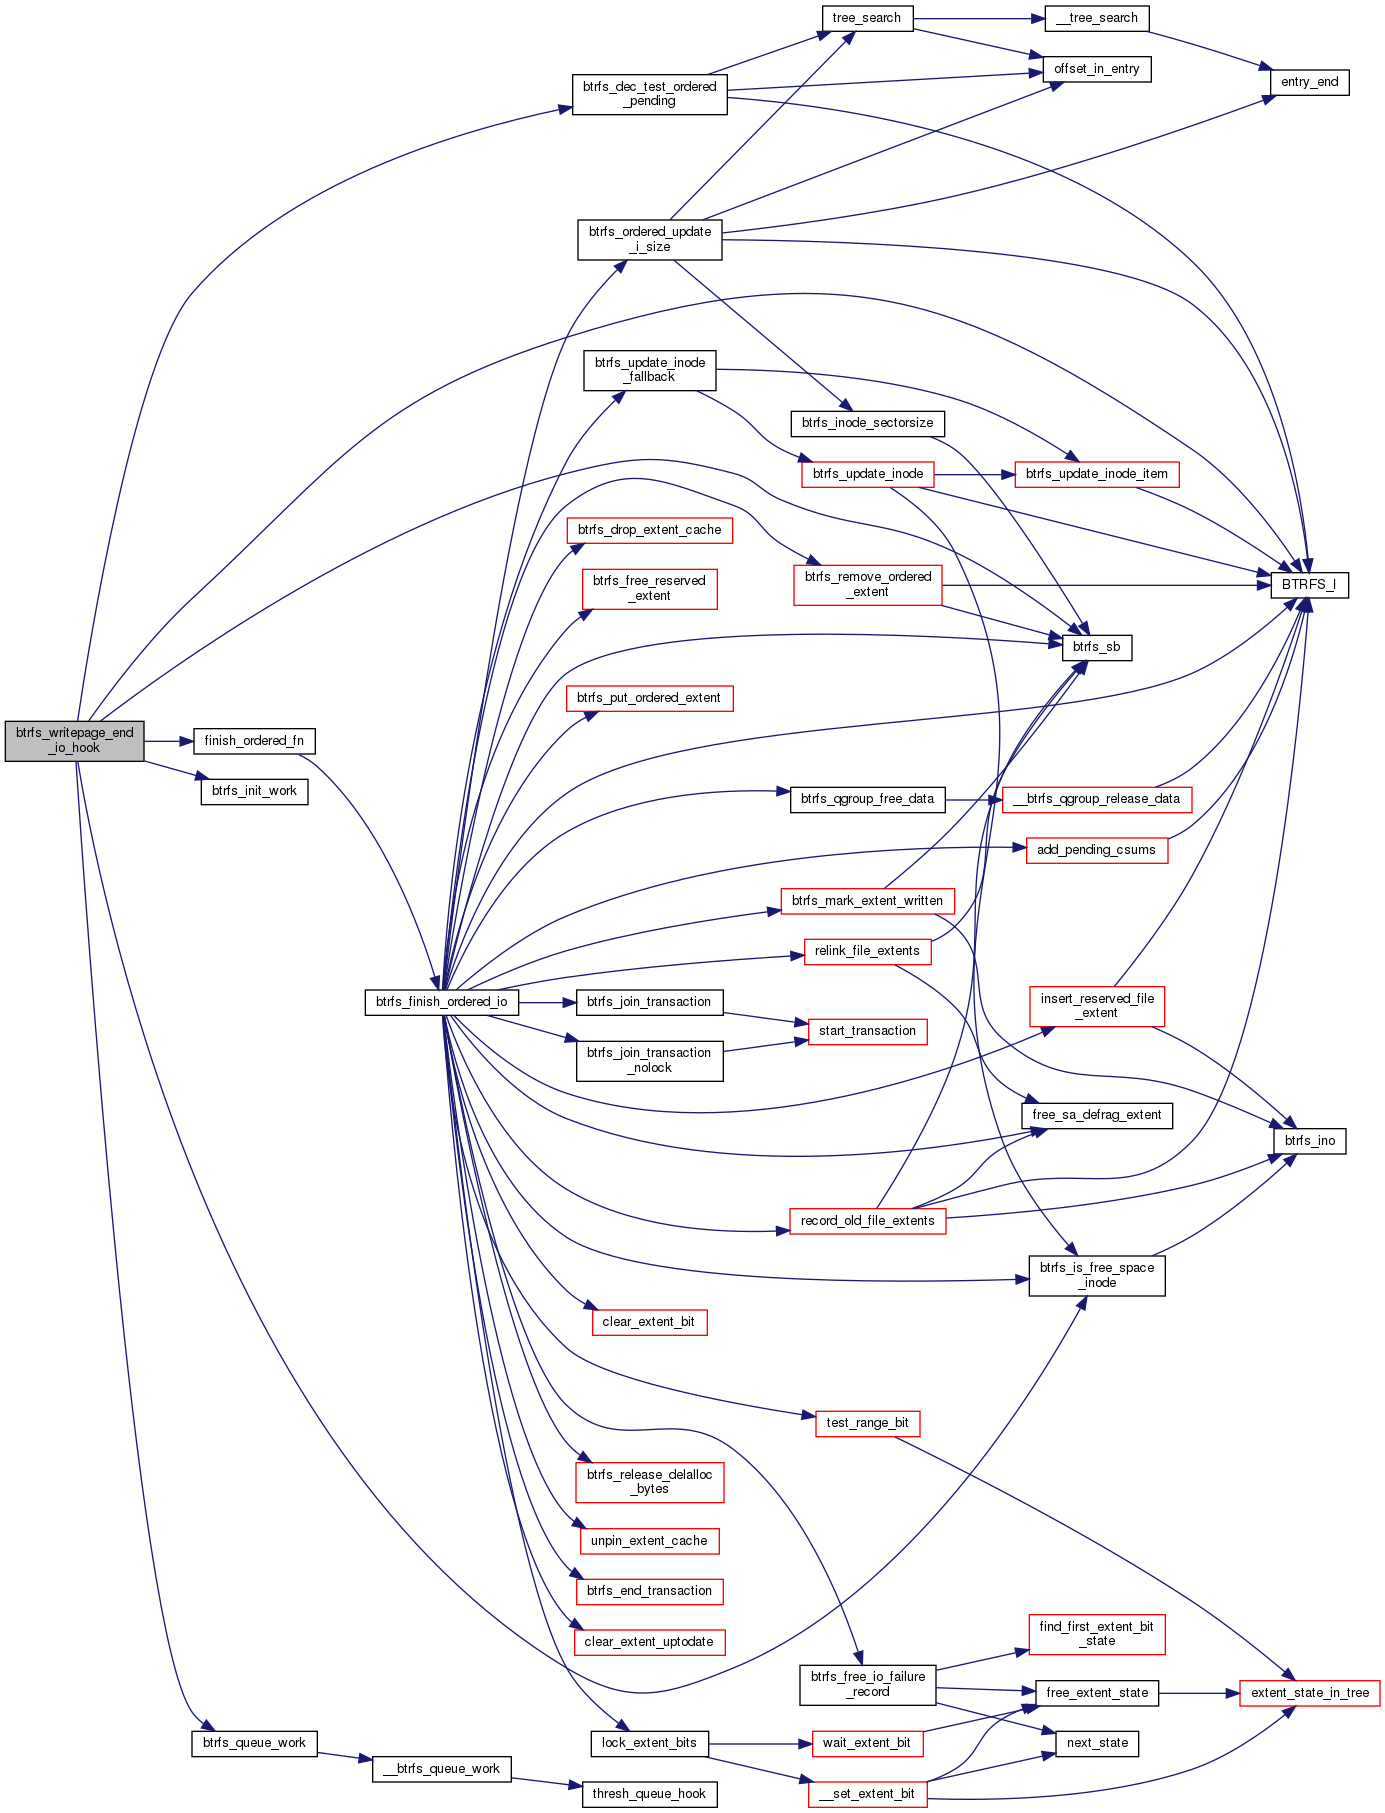 tree_search
__tree_search
offset_in_entry
entry_end
btrfs_dec_test_ordered
_pending
btrfs_ordered_update
_i_size
btrfs_update_inode
_fallback
btrfs_inode_sectorsize
btrfs_update_inode
btrfs_update_inode_item
btrfs_drop_extent_cache
btrfs_free_reserved
_extent
btrfs_remove_ordered
_extent
BTRFS_I
btrfs_sb
btrfs_put_ordered_extent
btrfs_writepage_end
_io_hook
finish_ordered_fn
btrfs_init_work
btrfs_qgroup_free_data
__btrfs_qgroup_release_data
add_pending_csums
btrfs_mark_extent_written
relink_file_extents
btrfs_finish_ordered_io
btrfs_join_transaction
insert_reserved_file
_extent
start_transaction
btrfs_join_transaction
_nolock
free_sa_defrag_extent
btrfs_ino
record_old_file_extents
btrfs_is_free_space
_inode
clear_extent_bit
test_range_bit
btrfs_release_delalloc
_bytes
unpin_extent_cache
btrfs_end_transaction
clear_extent_uptodate
find_first_extent_bit
_state
btrfs_free_io_failure
_record
free_extent_state
extent_state_in_tree
btrfs_queue_work
lock_extent_bits
wait_extent_bit
next_state
__btrfs_queue_work
thresh_queue_hook
__set_extent_bit